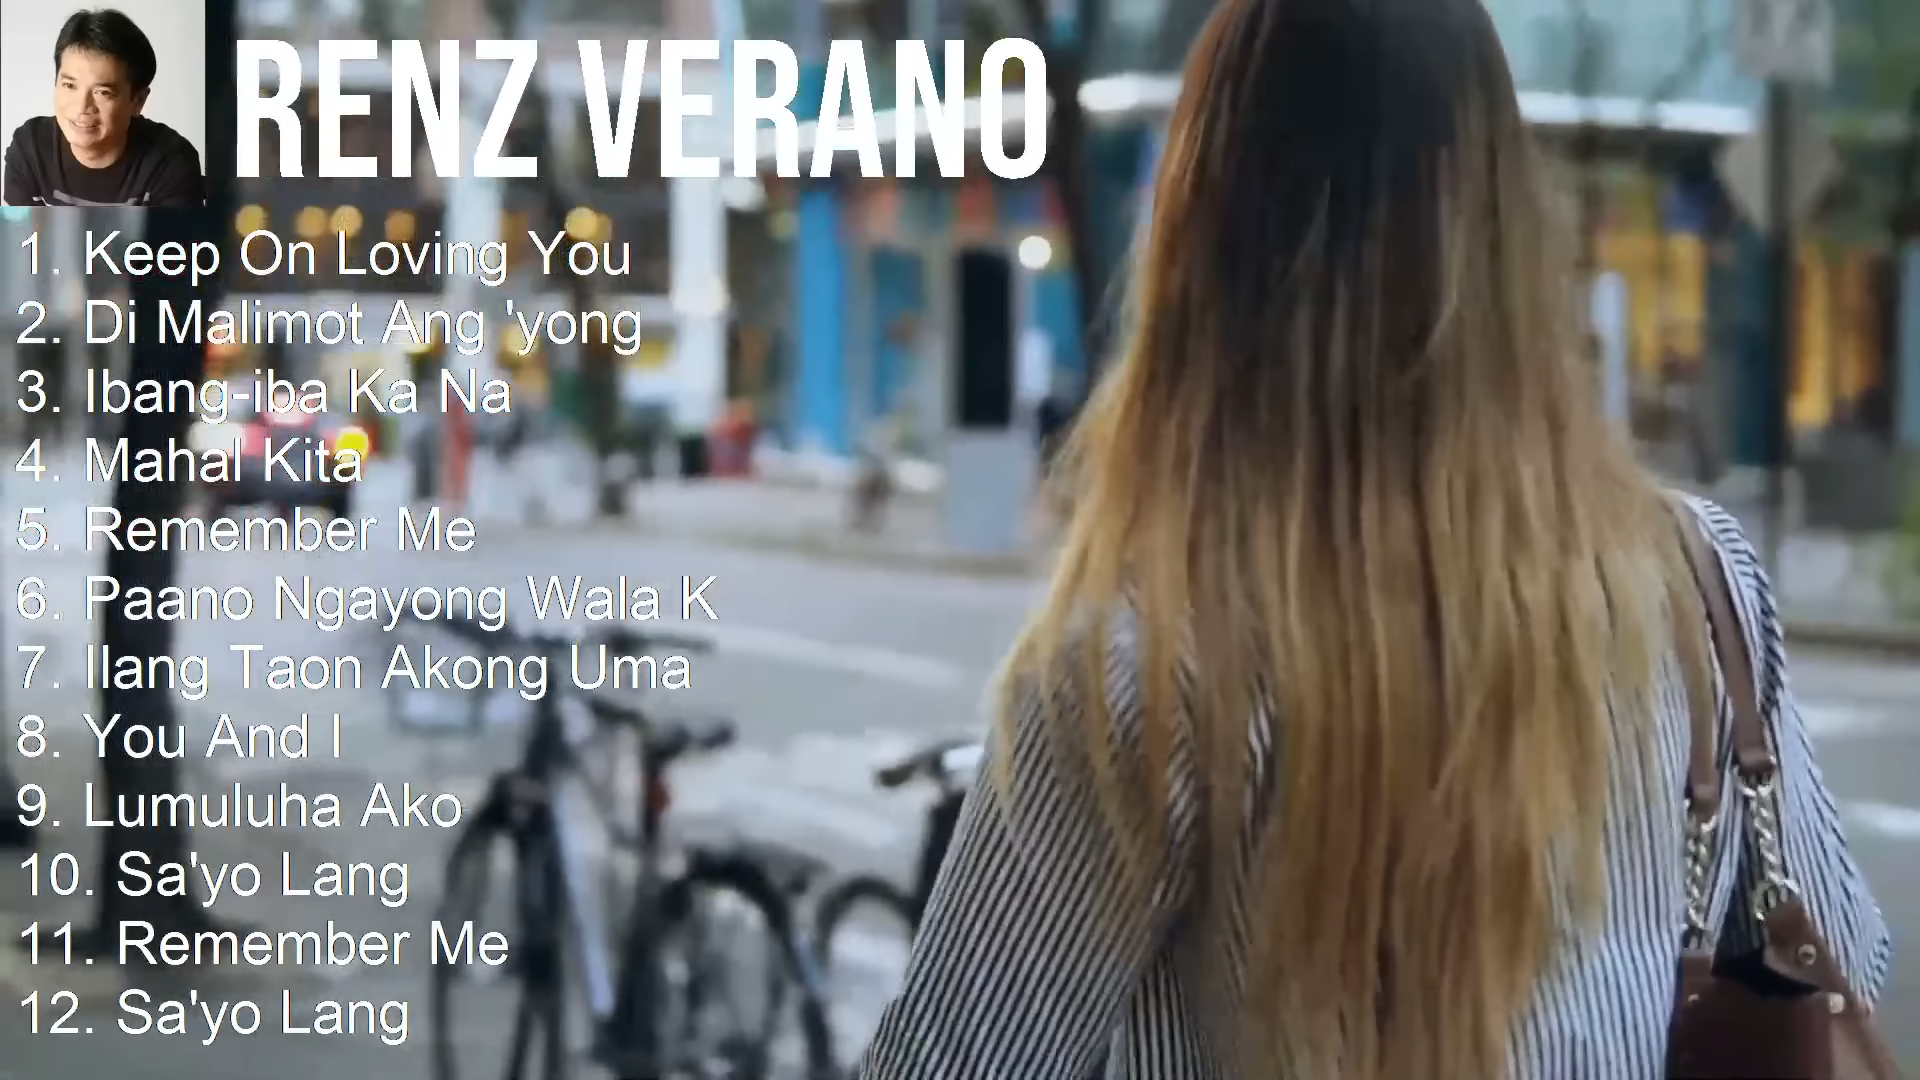 RENZ VERANO
1. Keep On Loving You
2. Di Malimot Ang 'yong
3. Ibang-iba Ka Na
4. Mahal Kita
5. Remember Me
6. Paano Ngayong Wala K
7. Ilang Taon Akong Uma
8. You And I
9. Lumuluha Ako
10. Sa'yo Lang
11. Remember Me
12. Sa'yo Lang